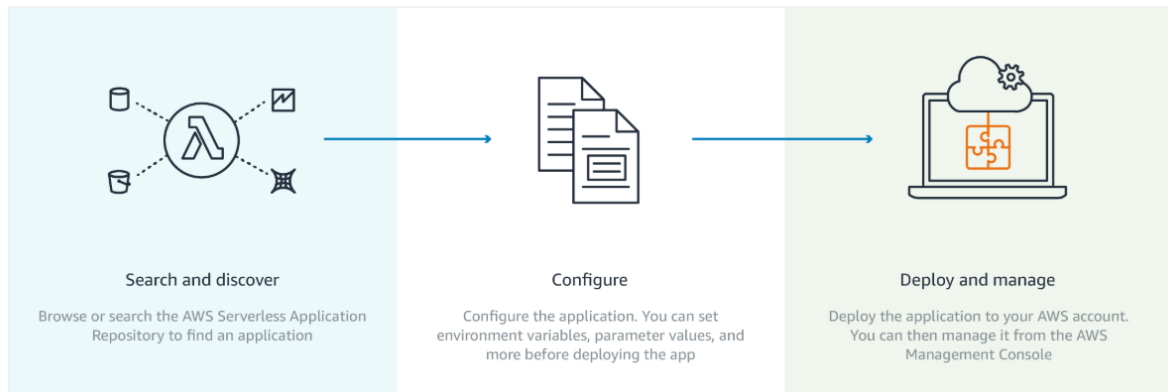 Search and discover
Browse or search the AWS Serverless Application
Repository to find an application
Configure
Configure the application. You can set
environment variables, parameter values, and
more before deploying the app
Deploy and manage
Deploy the application to your AWS account.
You can then manage it from the AWS
Management Console